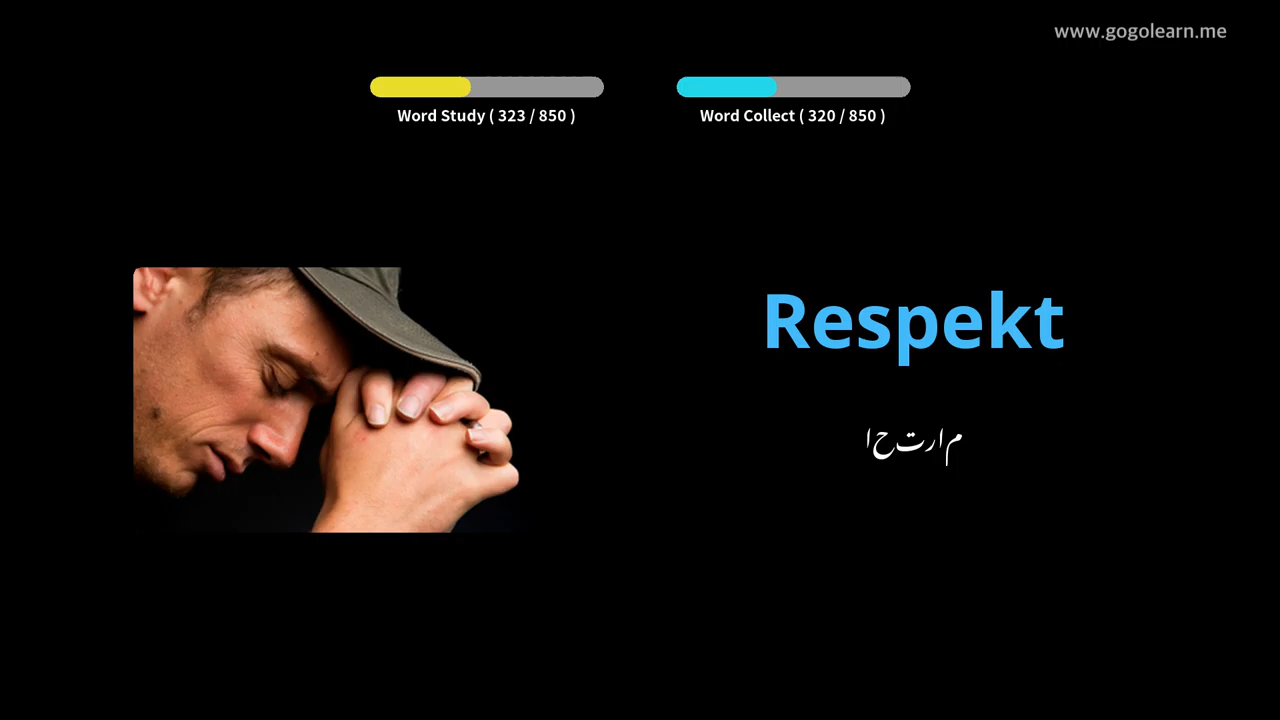 www.gogolearn.me
Word Study ( 323 / 850 )
Word Collect ( 320 / 850 )
Respekt
احترام